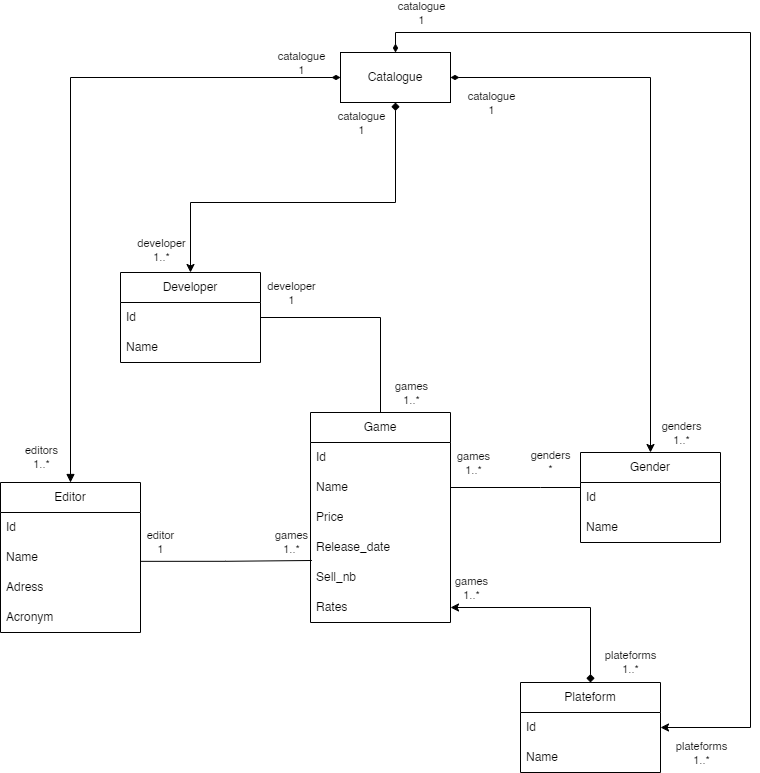 catalogue
1
catalogue
1
Catalogue
catalogue
1
catalogue
1
developer
1..*
Developer
Id
Name
developer
1
games
1..*
genders
1..*
editors
1..*
Game
Id
Name
Price
Release_date
Sell_nb
Rates
games
1..*
genders
*
Gender
Id
Name
Editor
Id
Name
Adress
Acronym
editor
1
games
1..*
games
1..*
plateforms
1..*
Plateform
Id
Name
plateforms
1..*